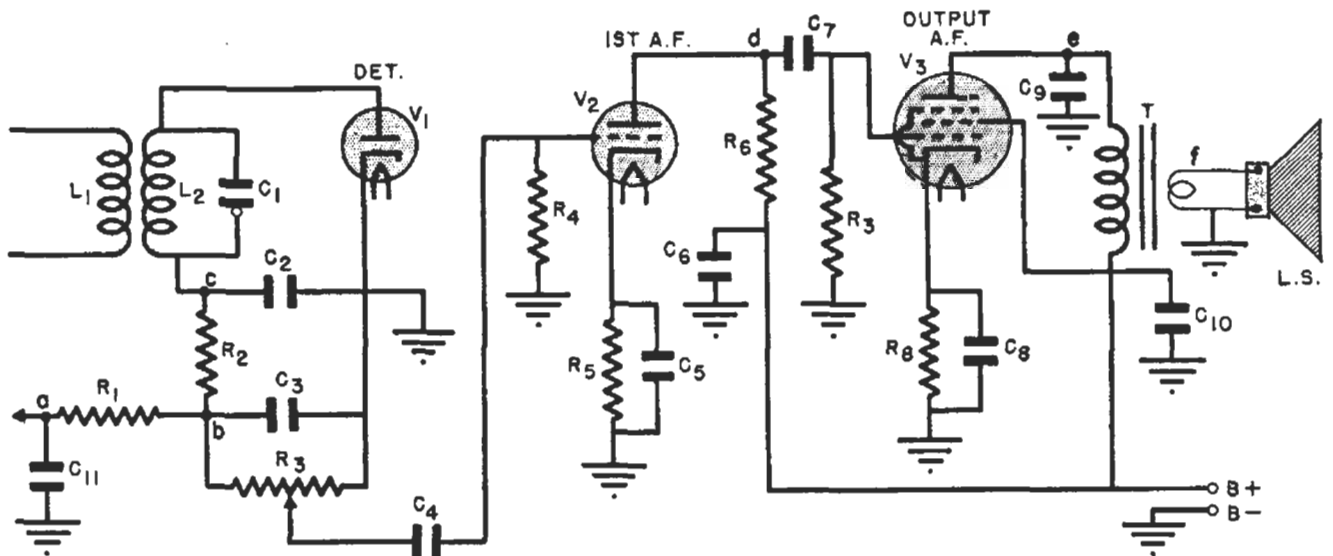 OUTPUT
A.F.
1ST A.F.
d
C7
e
DET.
V1
V2
V3
C9
T
f
L1
L2
C1
R4
R6
R3
L.S.
C2
c
C6
C10
R2
R5
C5
R8
C8
a
R1
C3
b
C11
R3
C4
B+
B-